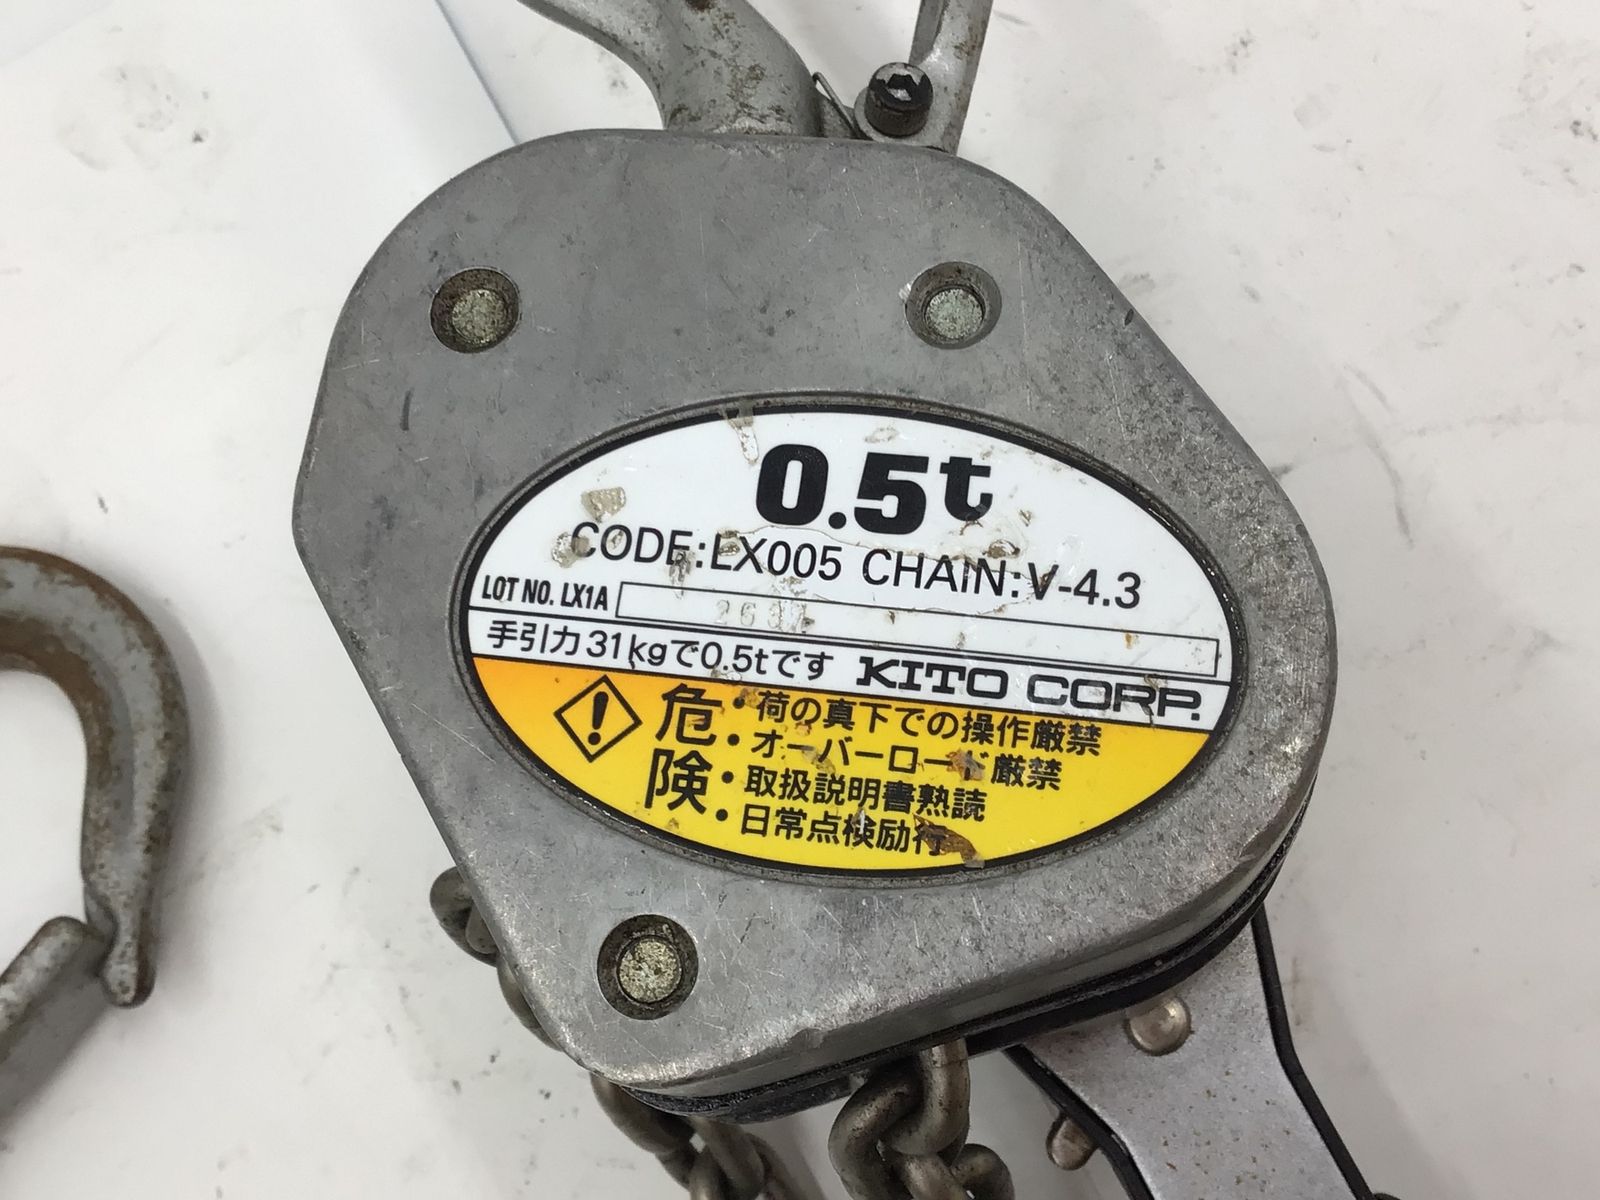 0.5t
CODE:LX005 CHAIN:V-4.3
LOT NO. LX1A
手引力31kgで0.5tです KITO CORP.
危険
・荷の真下での操作厳禁
・オーバーロード厳禁
・取扱説明書熟読
・日常点検励行